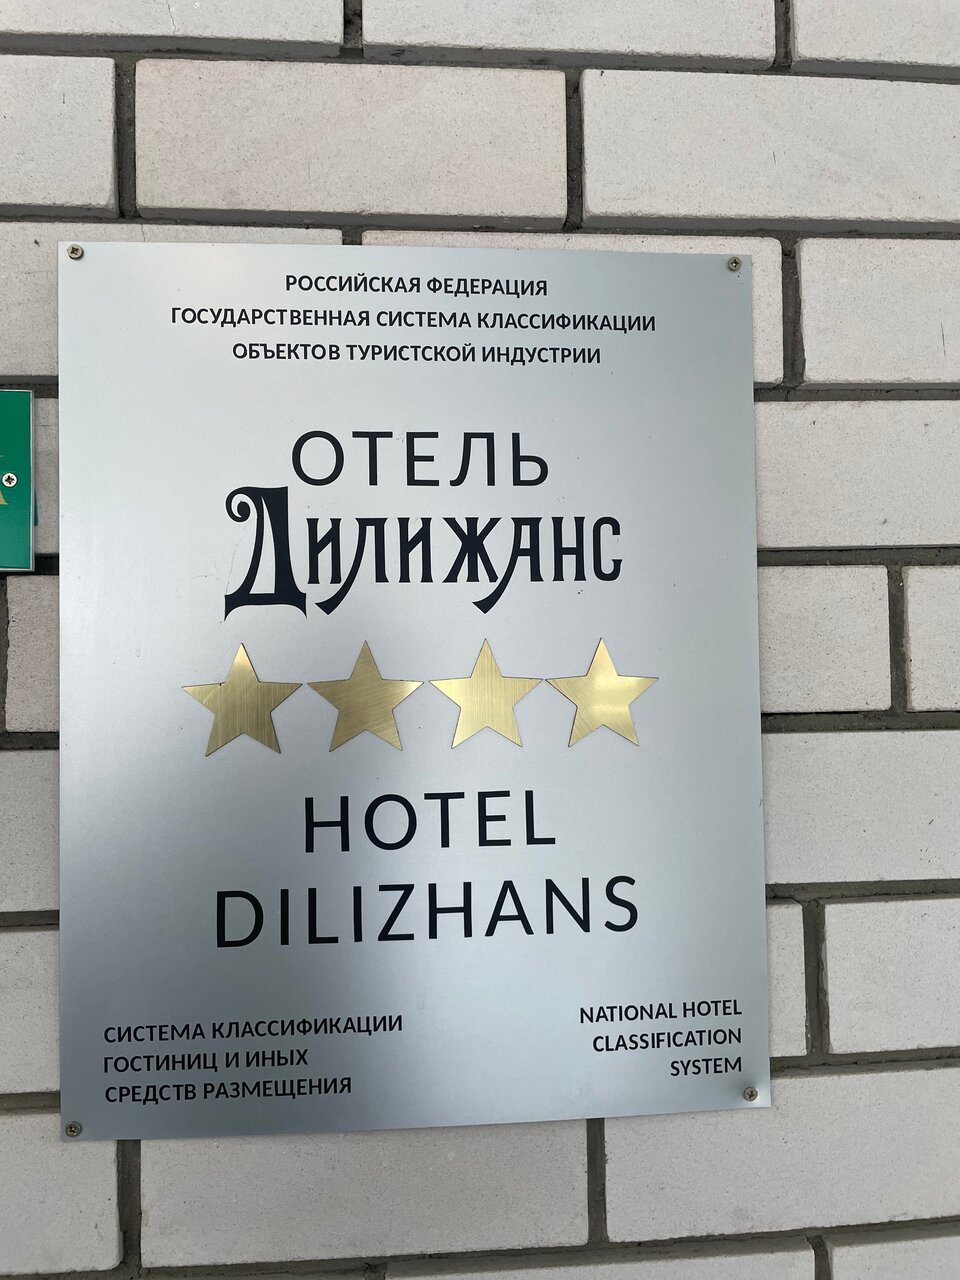 РОССИЙСКАЯ ФЕДЕРАЦИЯ
ГОСУДАРСТВЕННАЯ СИСТЕМА КЛАССИФИКАЦИИ
ОБЪЕКТОВ ТУРИСТСКОЙ ИНДУСТРИИ
ОТЕЛЬ
ДИЛИЖАНС
HOTEL
DILIZHANS
СИСТЕМА КЛАССИФИКАЦИИ
ГОСТИНИЦ И ИНЫХ
СРЕДСТВ РАЗМЕЩЕНИЯ
NATIONAL HOTEL
CLASSIFICATION
SYSTEM